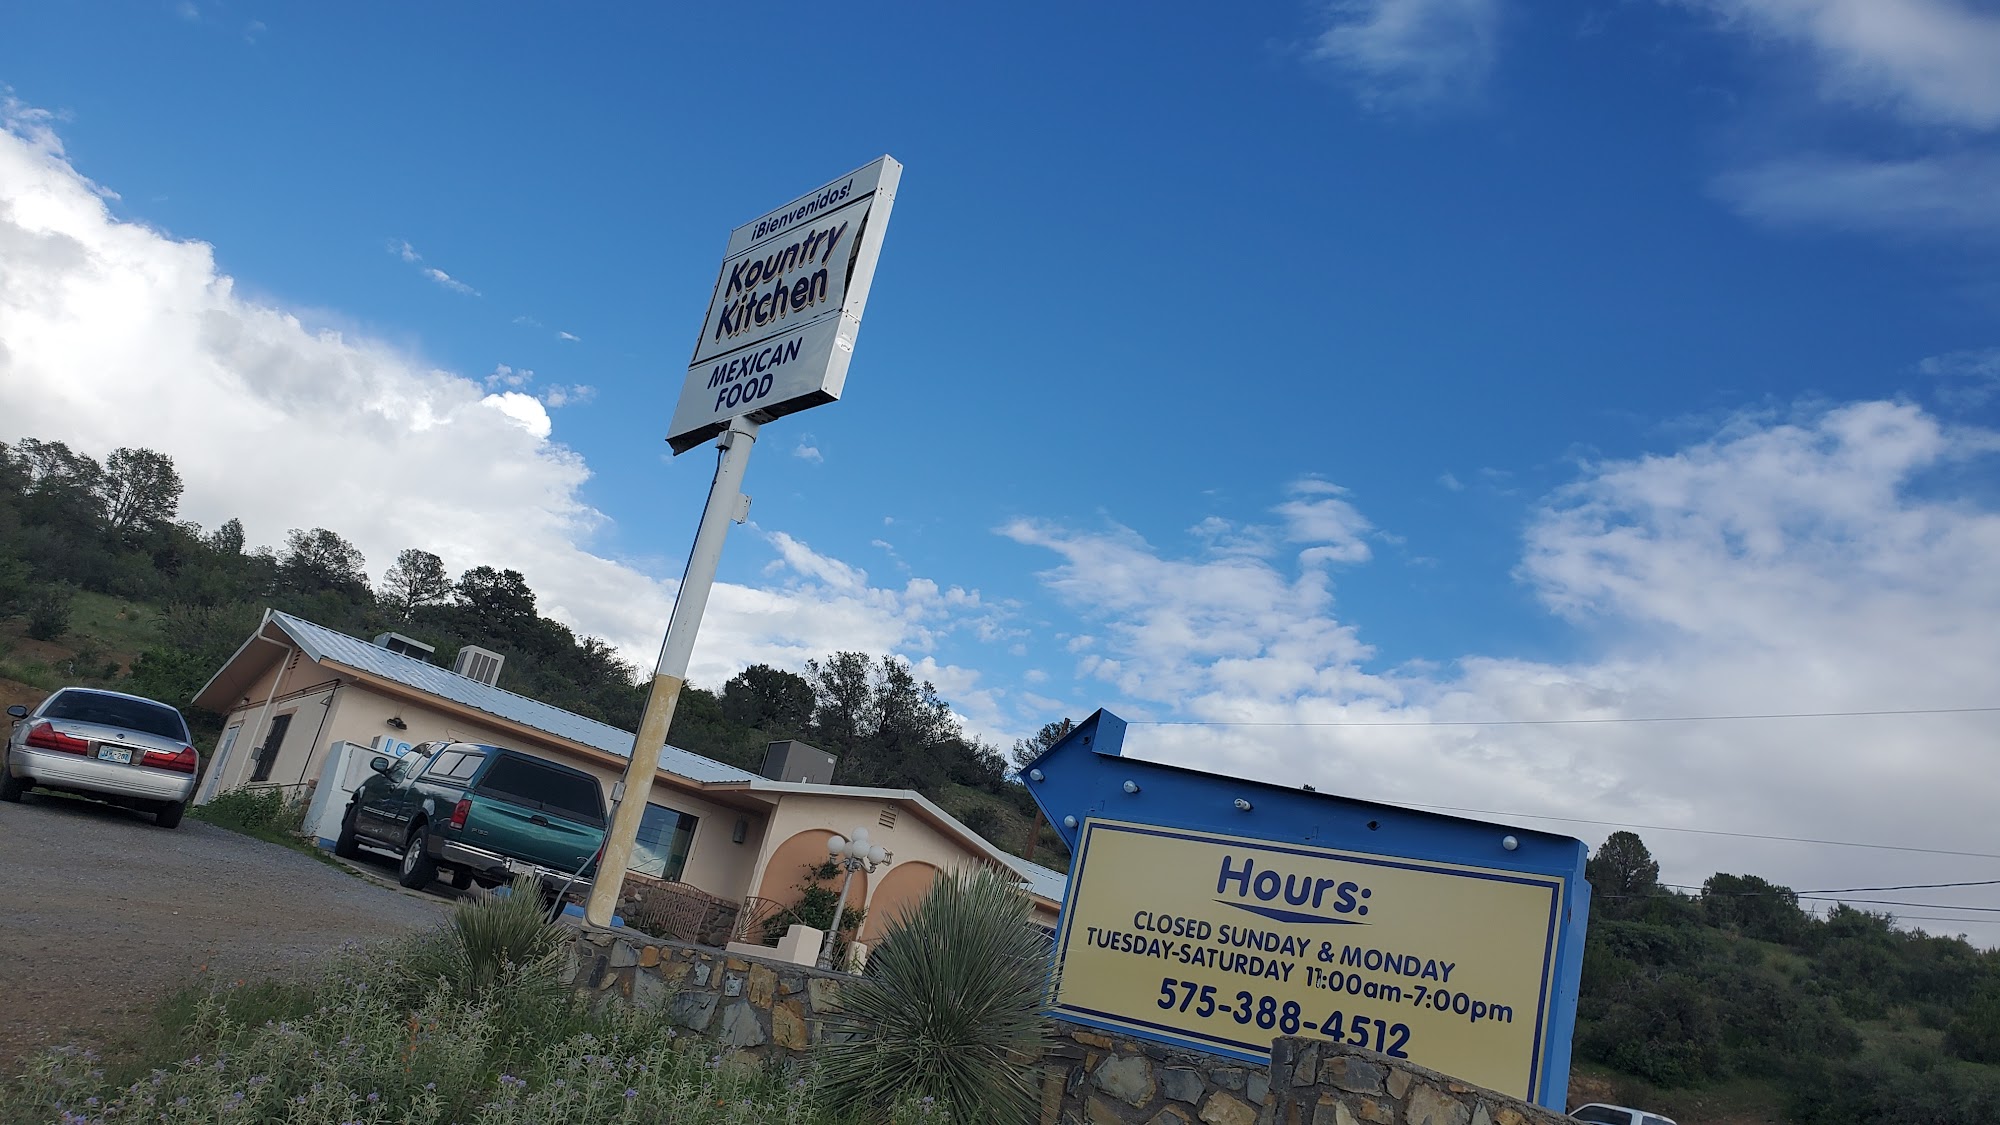 ¡Bienvenidos!
Kountry
Kitchen
MEXICAN
FOOD
Hours:
CLOSED SUNDAY & MONDAY
TUESDAY-SATURDAY 11:00am-7:00pm
575-388-4512